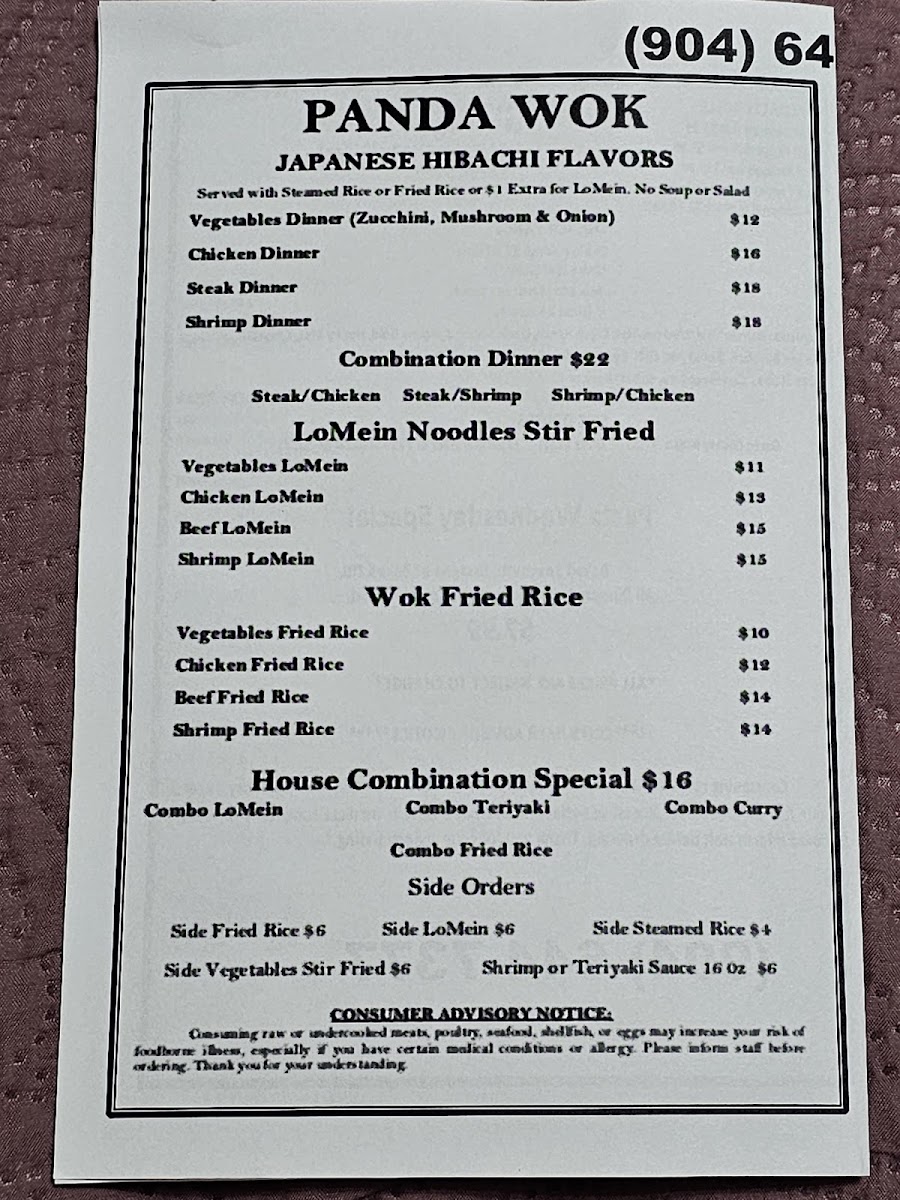 (904) 64
PANDA WOK
JAPANESE HIBACHI FLAVORS
Served with Steamed Rice or Fried Rice or $1 Extra for LoMein. No Soup or Salad
Vegetables Dinner (Zucchini, Mushroom & Onion) $12
Chicken Dinner $16
Steak Dinner $18
Shrimp Dinner $18
Combination Dinner $22
Steak/Chicken Steak/Shrimp Shrimp/Chicken
LoMein Noodles Stir Fried
Vegetables LoMein $11
Chicken LoMein $13
Beef LoMein $15
Shrimp LoMein $15
Wok Fried Rice
Vegetables Fried Rice $10
Chicken Fried Rice $12
Beef Fried Rice $14
Shrimp Fried Rice $14
House Combination Special $16
Combo LoMein Combo Teriyaki Combo Curry
Combo Fried Rice
Side Orders
Side Fried Rice $6 Side LoMein $6 Side Steamed Rice $4
Side Vegetables Stir Fried $6 Shrimp or Teriyaki Sauce 16 Oz $6
CONSUMER ADVISORY NOTICE:
Consuming raw or undercooked meats, poultry, seafood, shellfish, or eggs may increase your risk of
foodborne illness, especially if you have certain medical conditions or allergy. Please inform staff before
ordering. Thank you for your understanding.